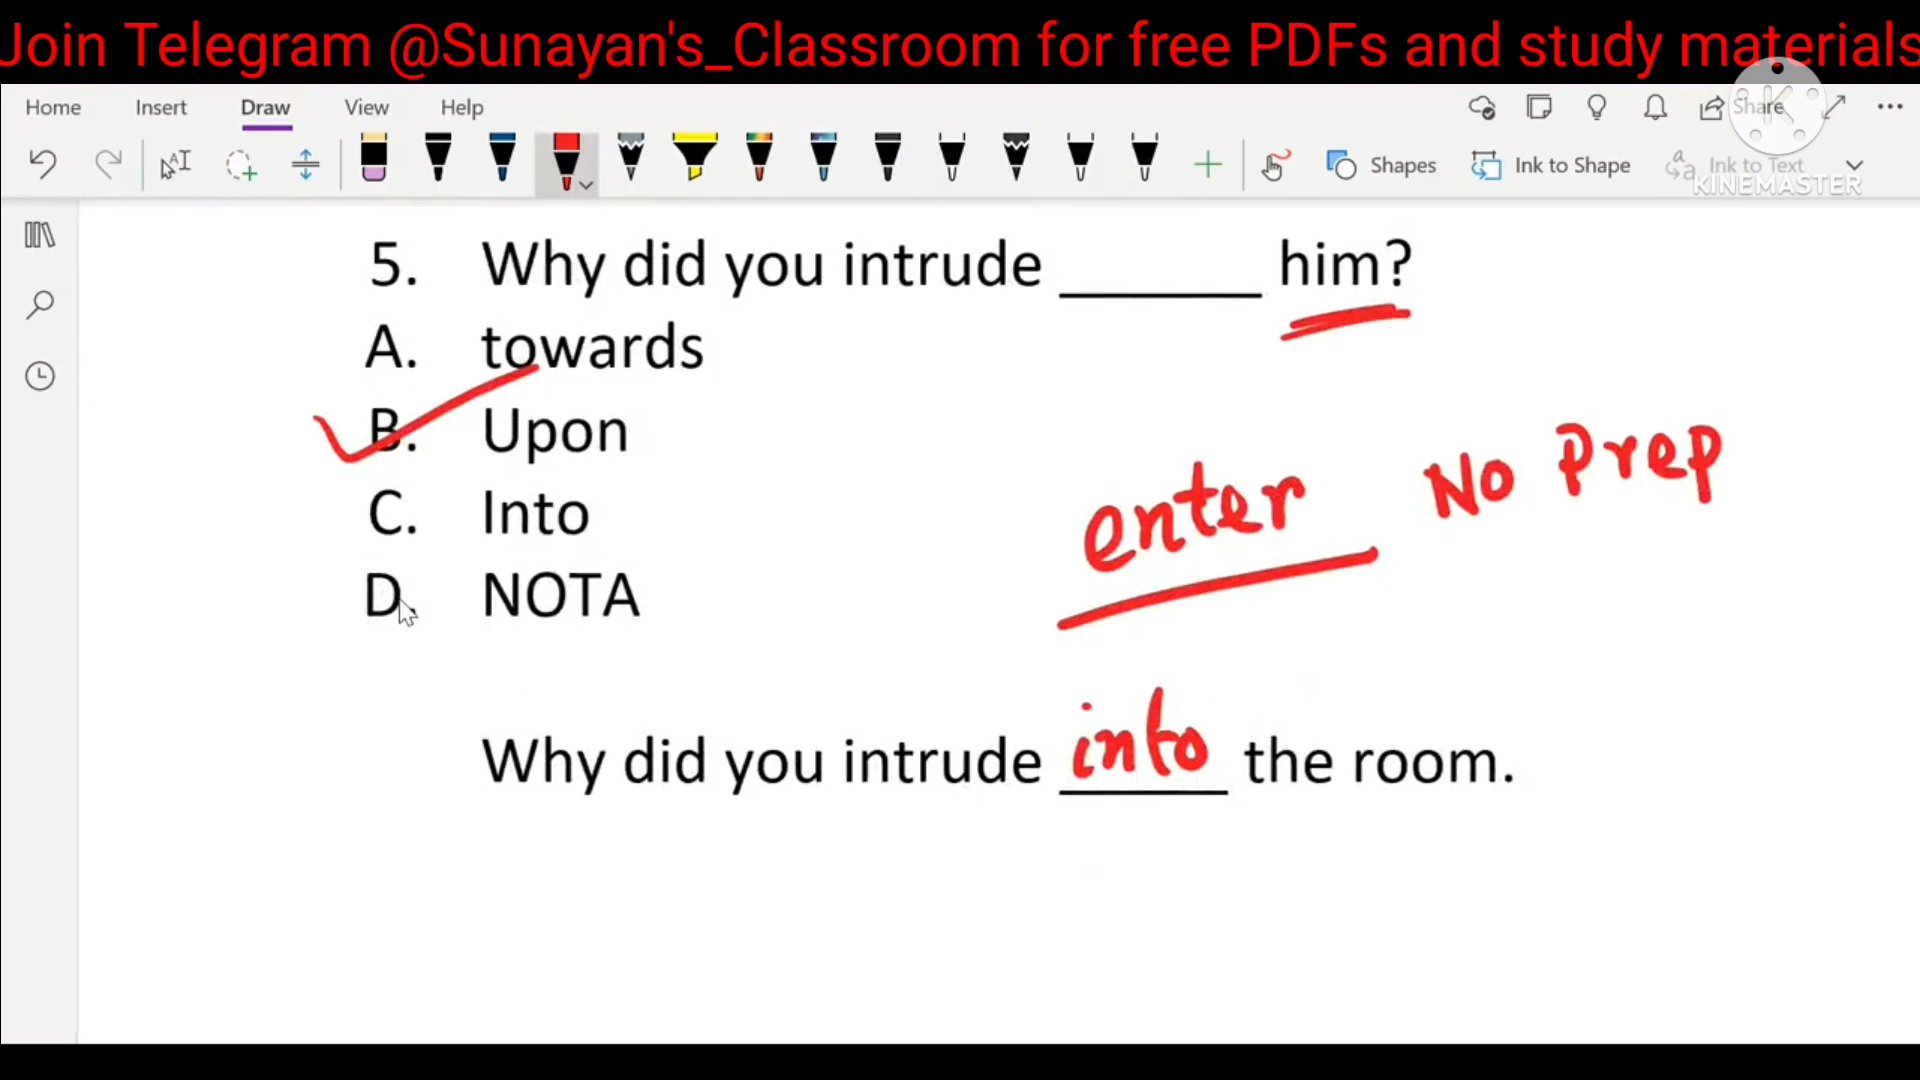 Join Telegram @Sunayan's_Classroom for free PDFs and study materials
Home Insert Draw View Help Share
Shapes Ink to Shape Ink to Text
KINEMASTER
5. Why did you intrude ______ him?
A. towards
B. Upon
C. Into
D. NOTA
enter No Prep
Why did you intrude into the room.